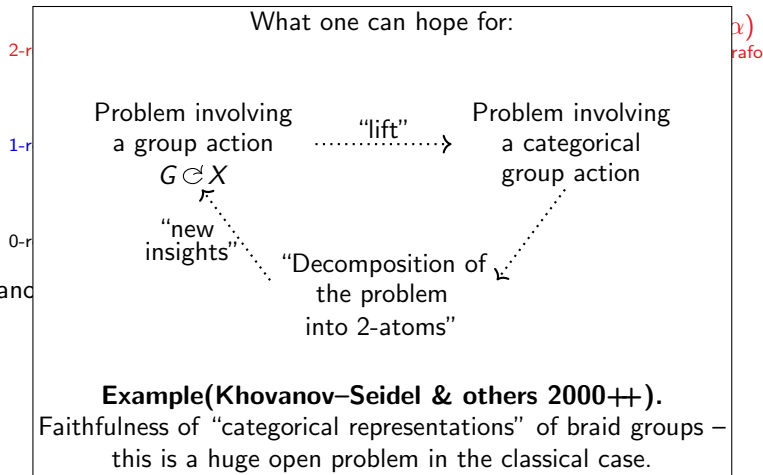 What one can hope for:
α)
2-r
rafo
Problem involving
a group action
G ⟳ X
“lift”
Problem involving
a categorical
group action
1-r
“new
insights”
0-r
“Decomposition of
the problem
into 2-atoms”
anc
Example(Khovanov–Seidel & others 2000++).
Faithfulness of “categorical representations” of braid groups –
this is a huge open problem in the classical case.